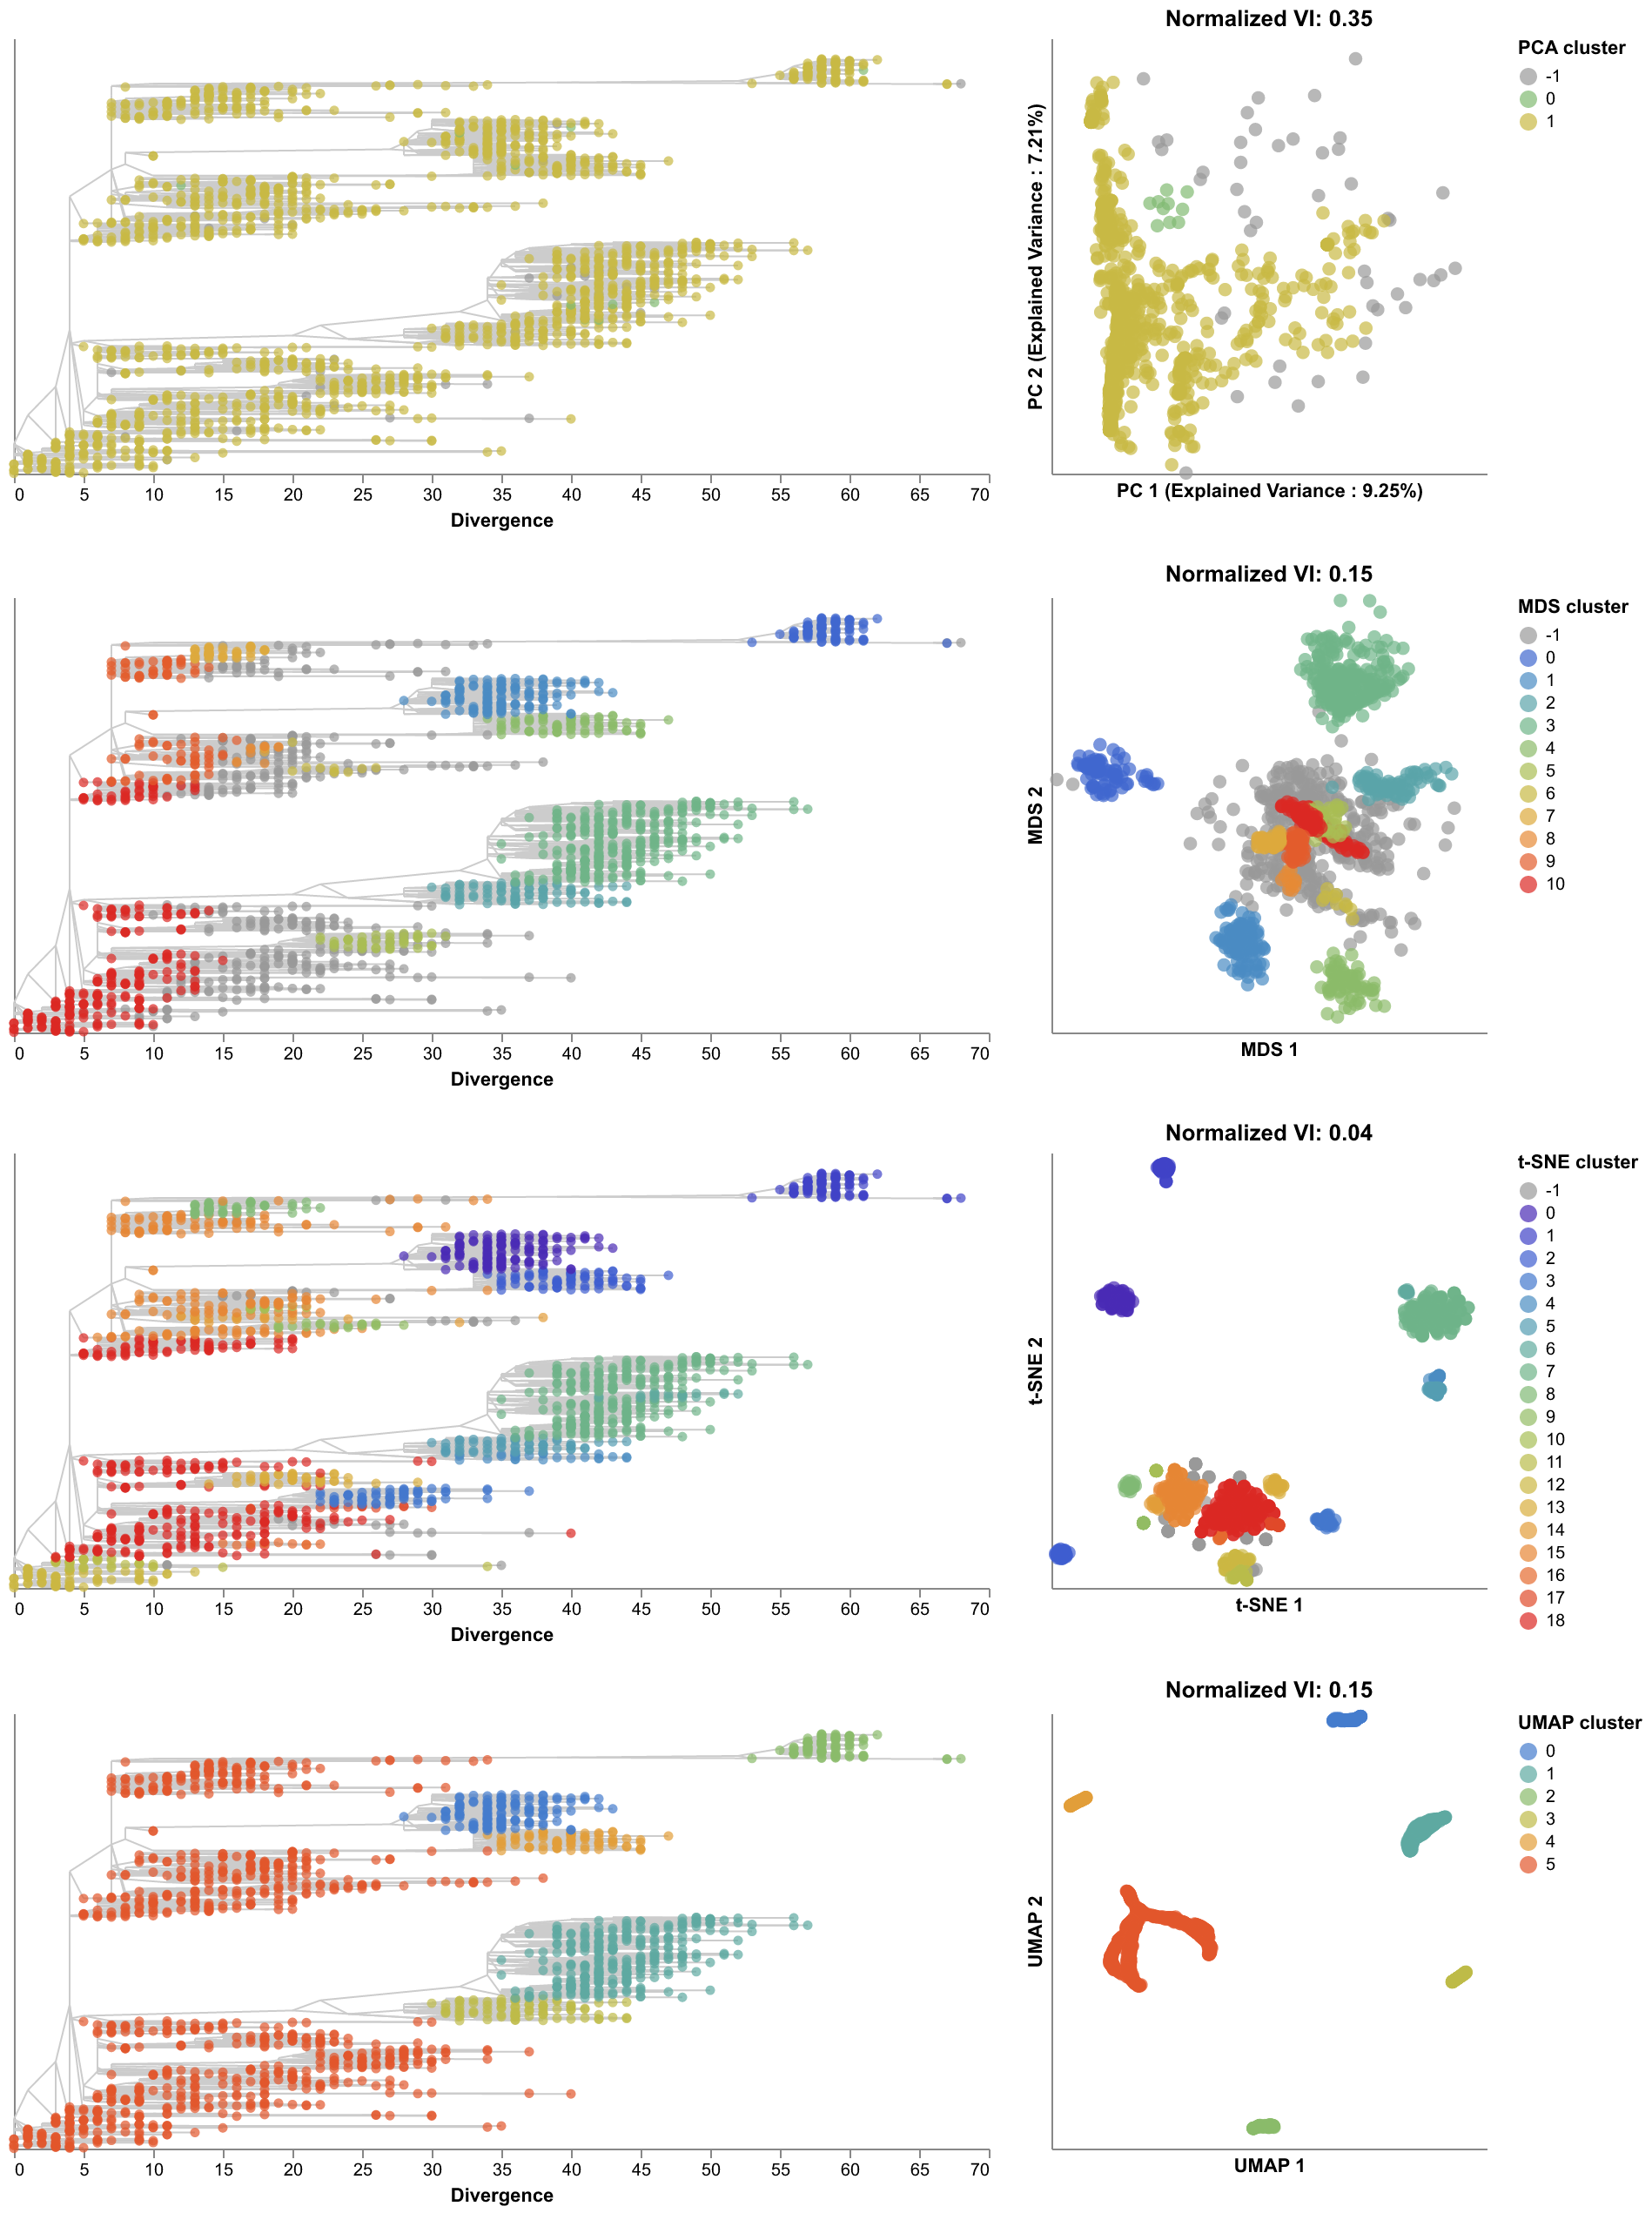 Normalized VI: 0.35
PCA cluster
-1
0
1
PC 2 (Explained Variance : 7.21%)
0 5 10 15 20 25 30 35 40 45 50 55 60 65 70
Divergence
PC 1 (Explained Variance : 9.25%)
Normalized VI: 0.15
MDS cluster
-1
0
1
2
3
4
5
6
7
8
9
10
MDS 2
0 5 10 15 20 25 30 35 40 45 50 55 60 65 70
Divergence
MDS 1
Normalized VI: 0.04
t-SNE cluster
-1
0
1
2
3
4
5
6
7
8
9
10
11
12
13
14
15
16
17
18
t-SNE 2
0 5 10 15 20 25 30 35 40 45 50 55 60 65 70
Divergence
t-SNE 1
Normalized VI: 0.15
UMAP cluster
0
1
2
3
4
5
UMAP 2
0 5 10 15 20 25 30 35 40 45 50 55 60 65 70
Divergence
UMAP 1